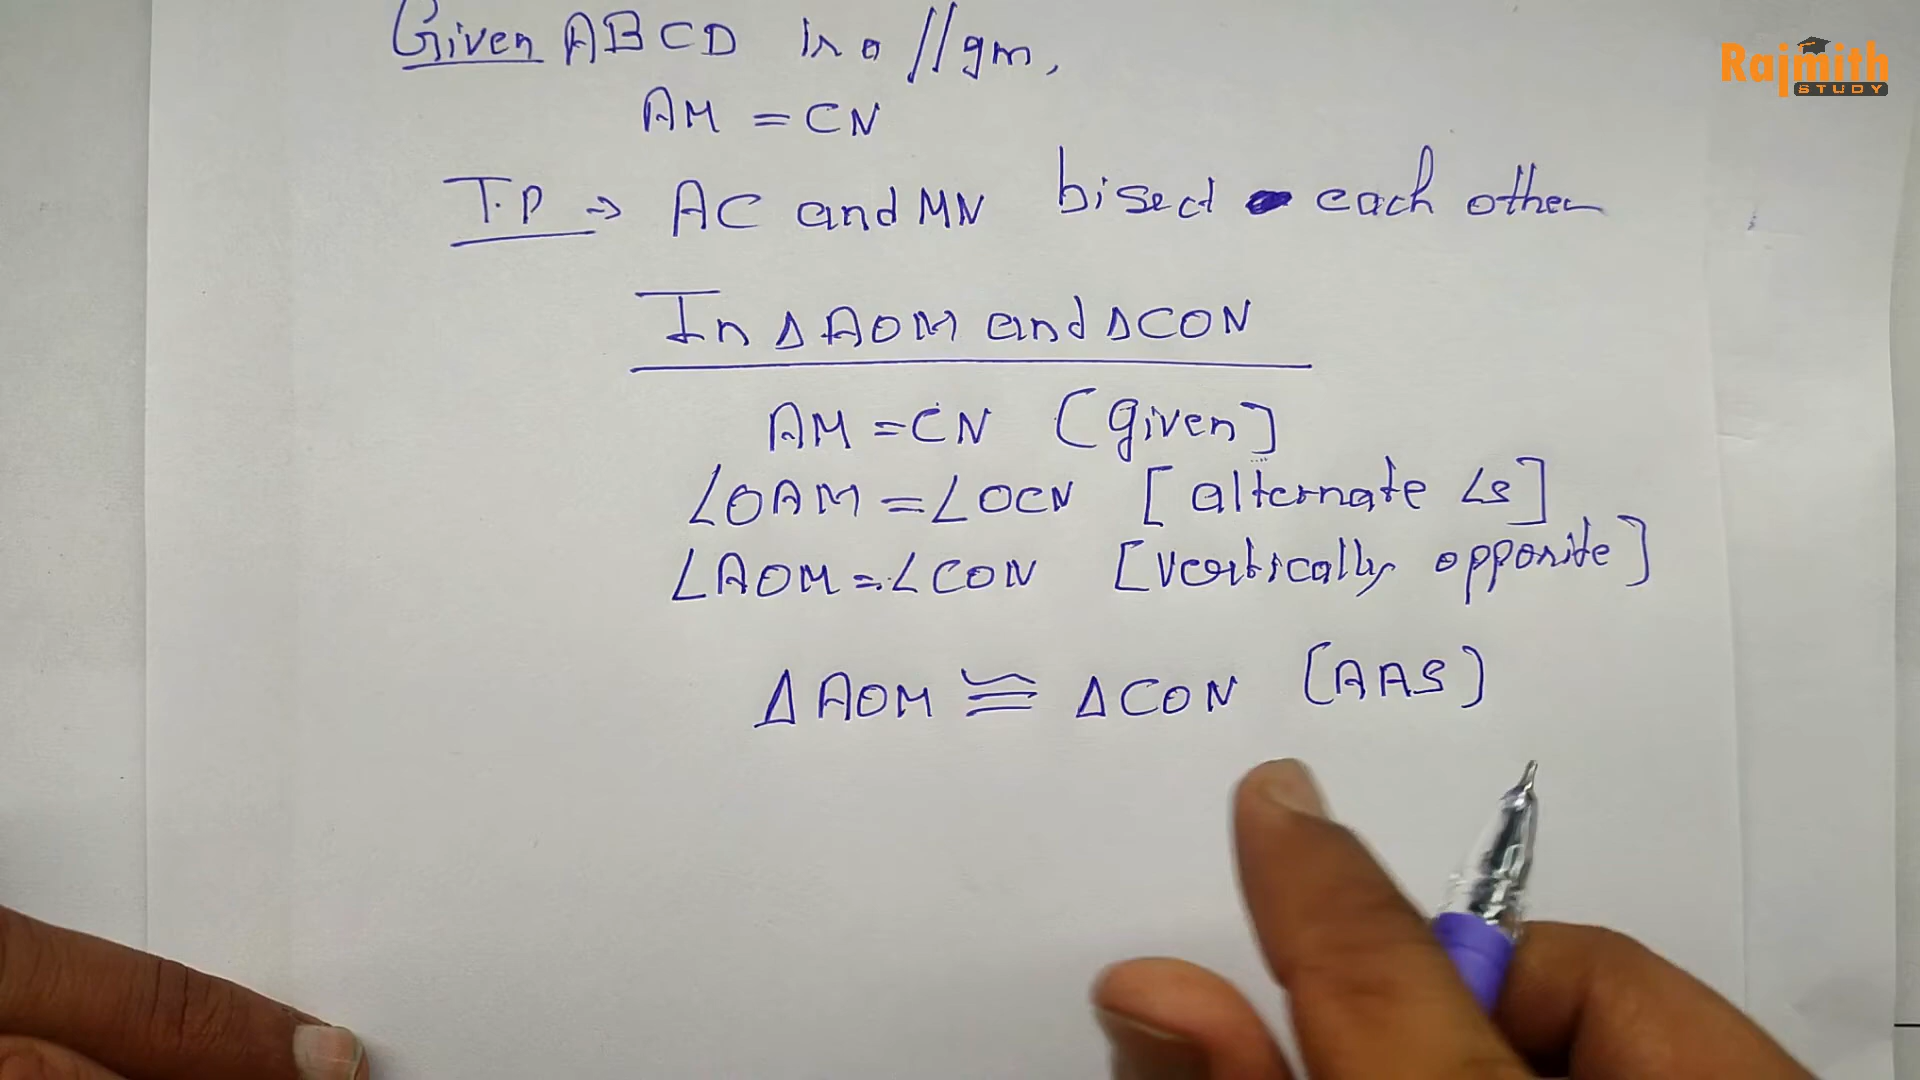 Given ABCD is a //gm,
AM = CN
T.P → AC and MN bisect each other
In ΔAOM and ΔCON
AM = CN [given]
∠OAM = ∠OCN [alternate ∠s]
∠AOM = ∠CON [vertically opposite]
ΔAOM ≅ ΔCON [AAS]
Rajmith
STUDY